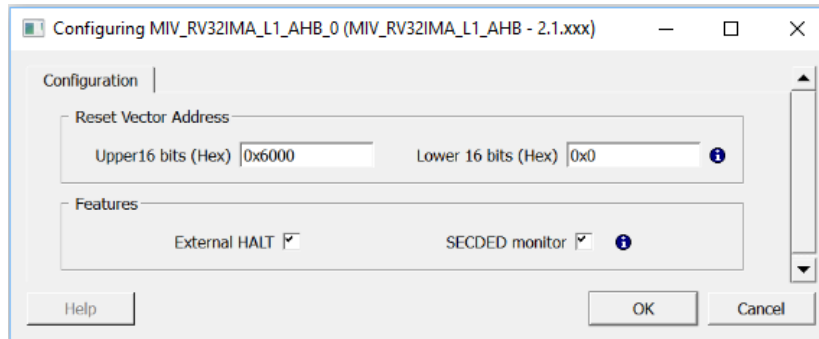 Configuring MIV_RV32IMA_L1_AHB_0 (MIV_RV32IMA_L1_AHB - 2.1.xxx)
Configuration
Reset Vector Address
Upper16 bits (Hex) 0x6000 Lower 16 bits (Hex) 0x0
Features
External HALT SECDED monitor
Help OK Cancel